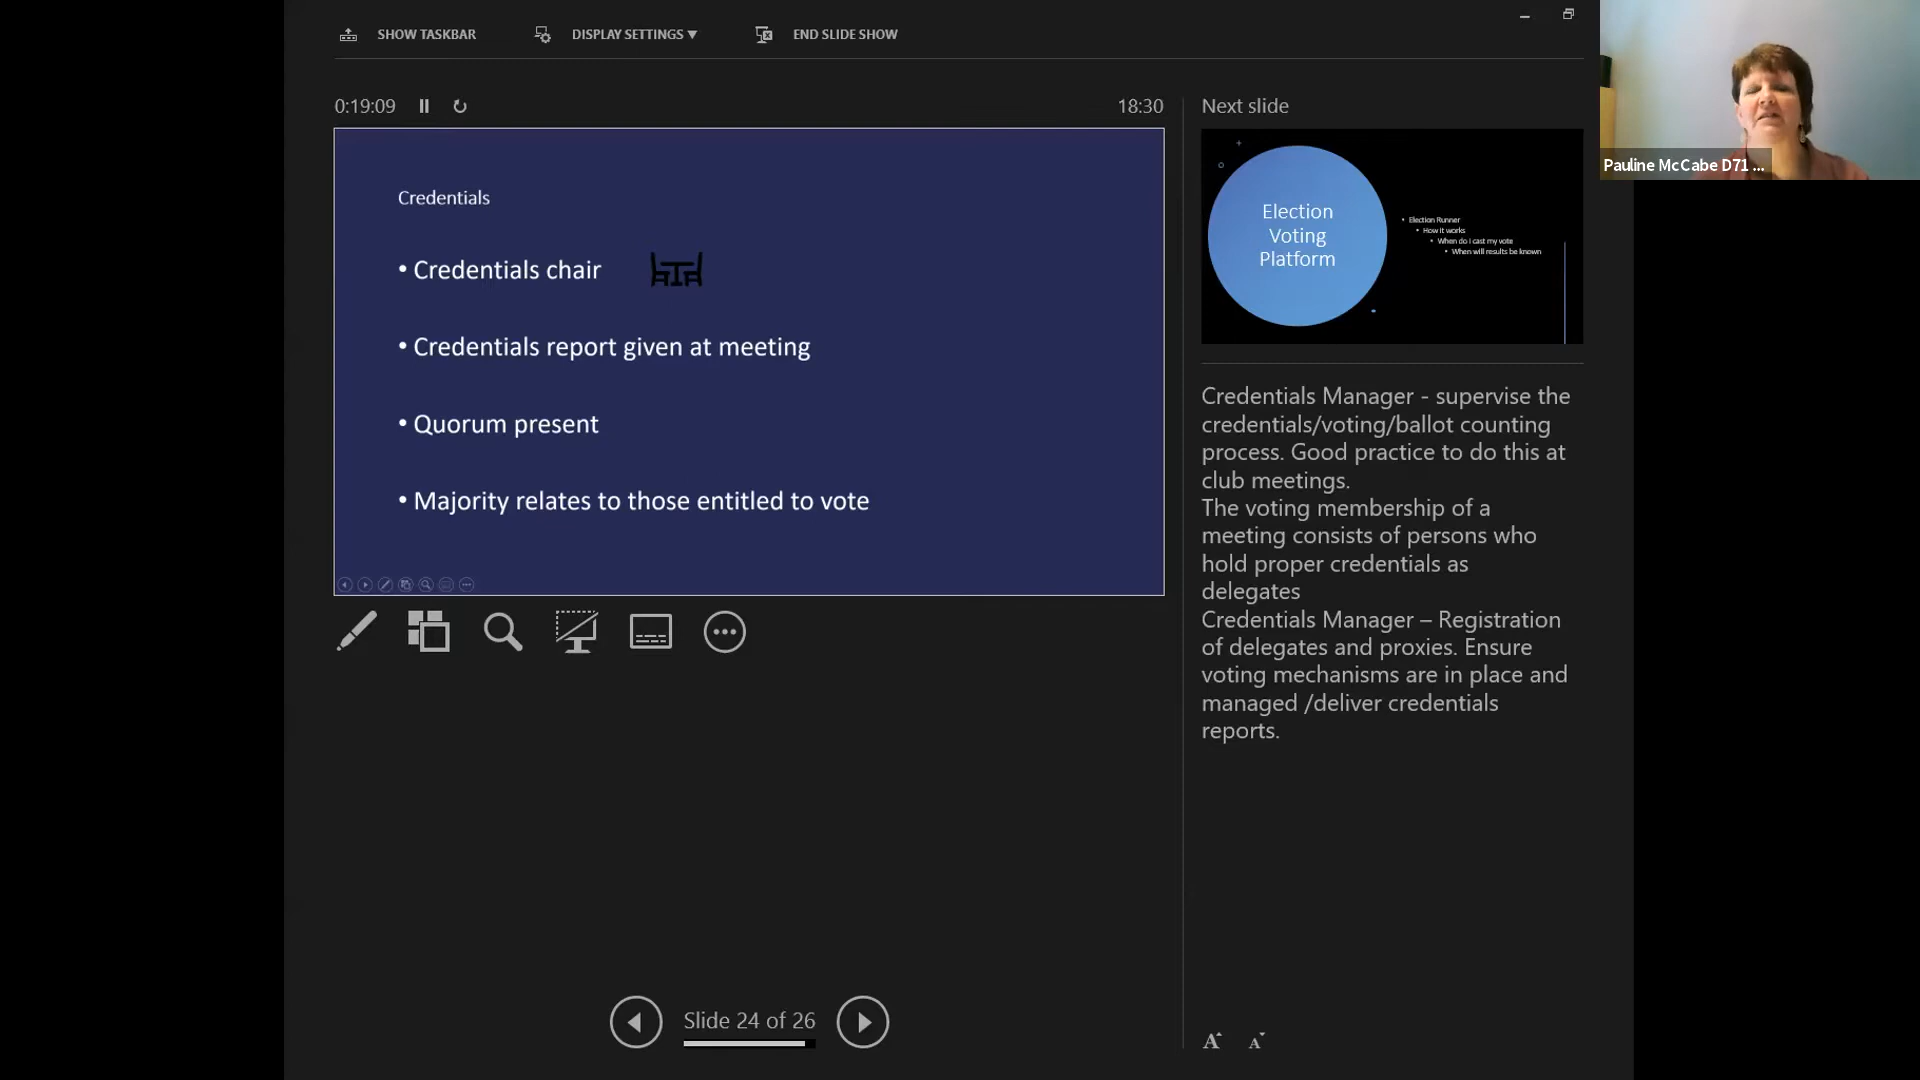 SHOW TASKBAR
DISPLAY SETTINGS ▼
END SLIDE SHOW
0:19:09
18:30
Credentials
• Credentials chair
• Credentials report given at meeting
• Quorum present
• Majority relates to those entitled to vote
Slide 24 of 26
Next slide
Election
Voting
Platform
• Election Runner
• How it works
• When do I cast my vote
• When will results be known
Credentials Manager - supervise the
credentials/voting/ballot counting
process. Good practice to do this at
club meetings.
The voting membership of a
meeting consists of persons who
hold proper credentials as
delegates
Credentials Manager – Registration
of delegates and proxies. Ensure
voting mechanisms are in place and
managed /deliver credentials
reports.
A A
Pauline McCabe D71 ...